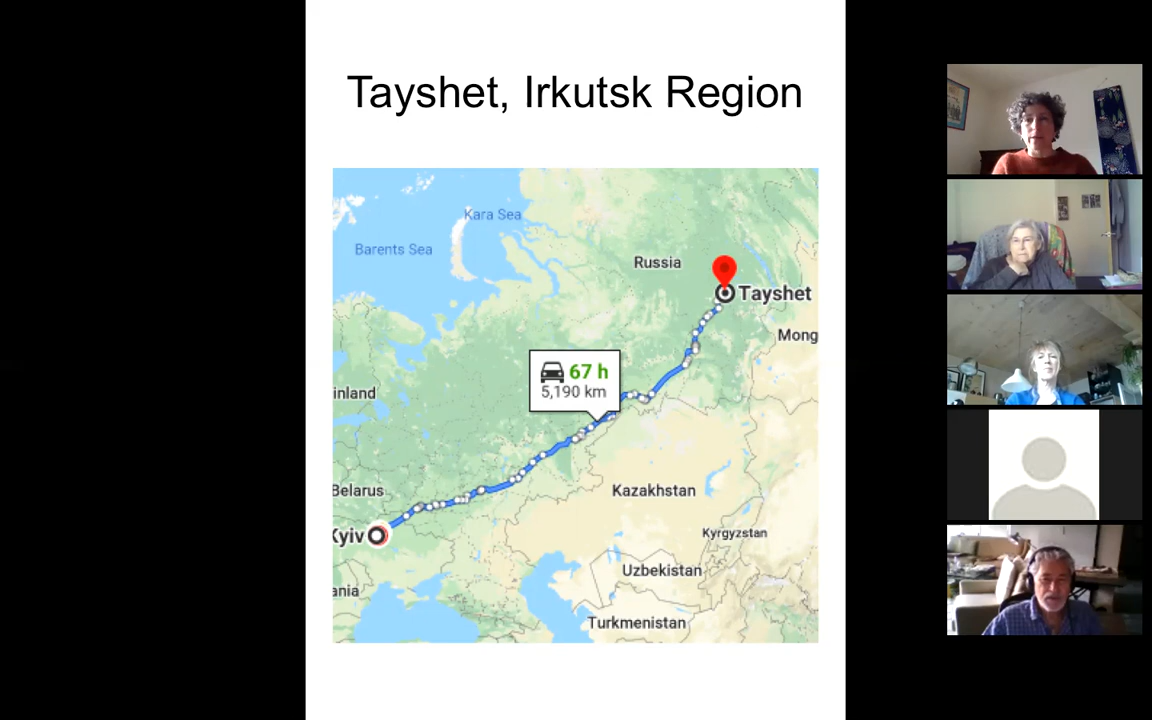 Tayshet, Irkutsk Region
Kara Sea
Barents Sea
Russia
Tayshet
Mong
67 h
5,190 km
inland
Belarus
Kazakhstan
Kyiv
Kyrgyzstan
Uzbekistan
ania
Turkmenistan